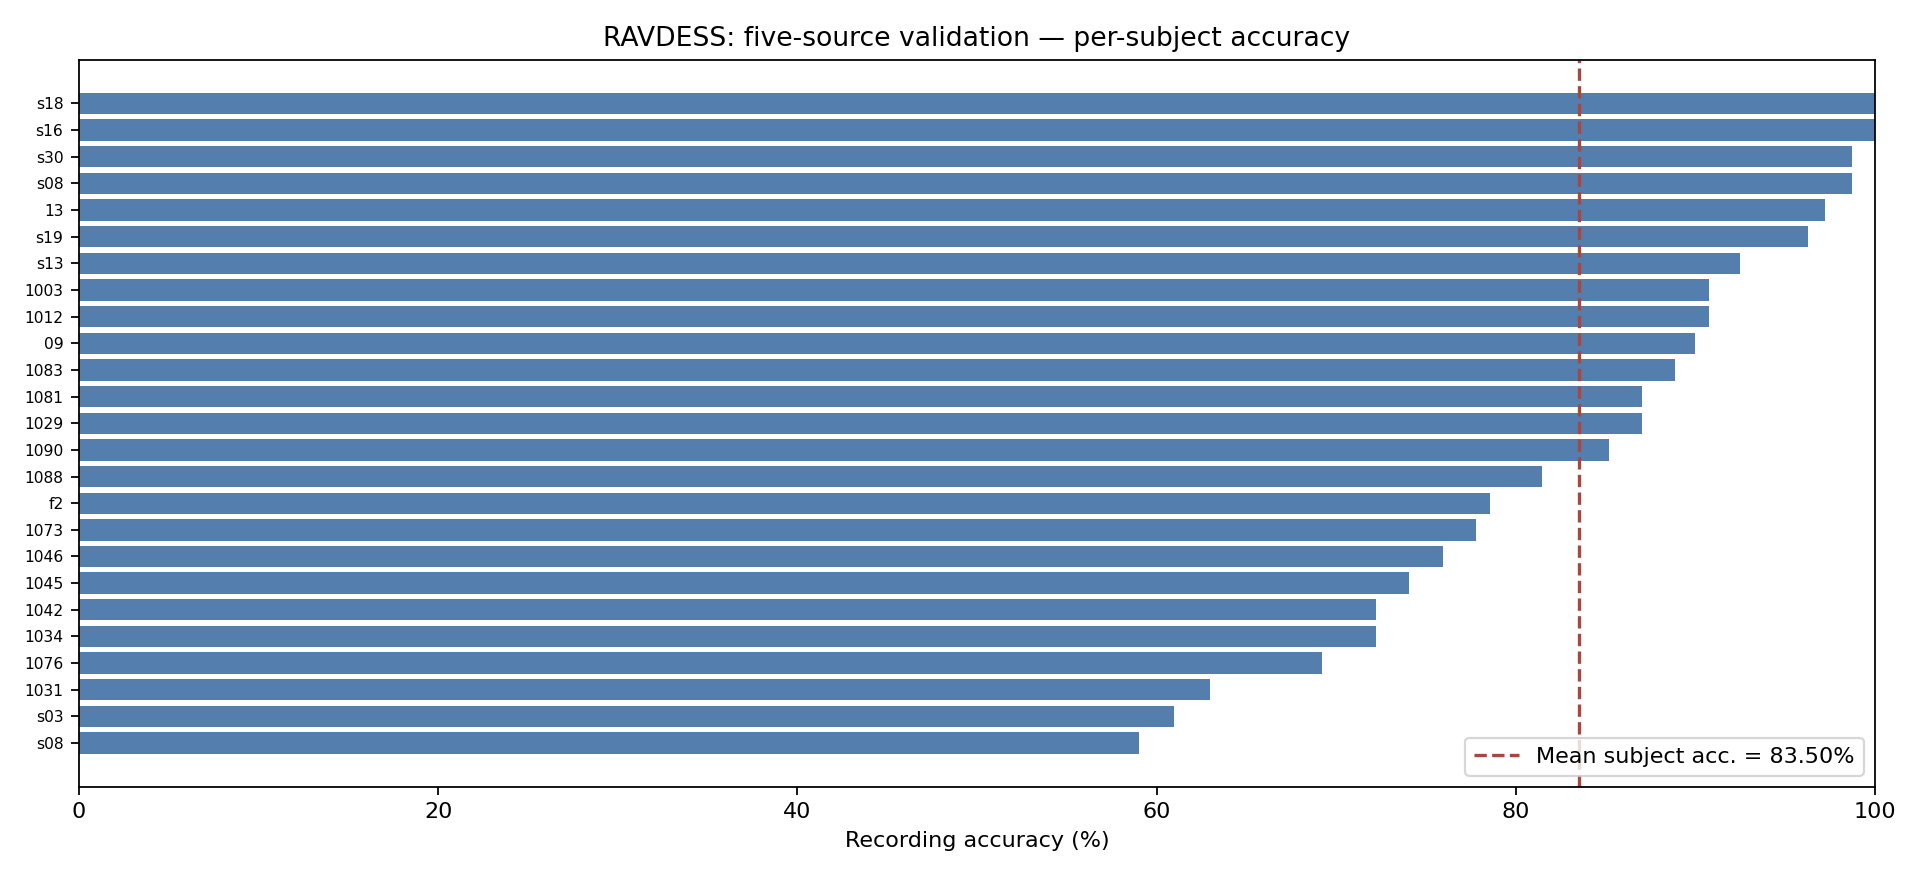 RAVDESS: five-source validation — per-subject accuracy
s18
s16
s30
s08
13
s19
s13
1003
1012
09
1083
1081
1029
1090
1088
f2
1073
1046
1045
1042
1034
1076
1031
s03
s08
Mean subject acc. = 83.50%
0 20 40 60 80 100
Recording accuracy (%)